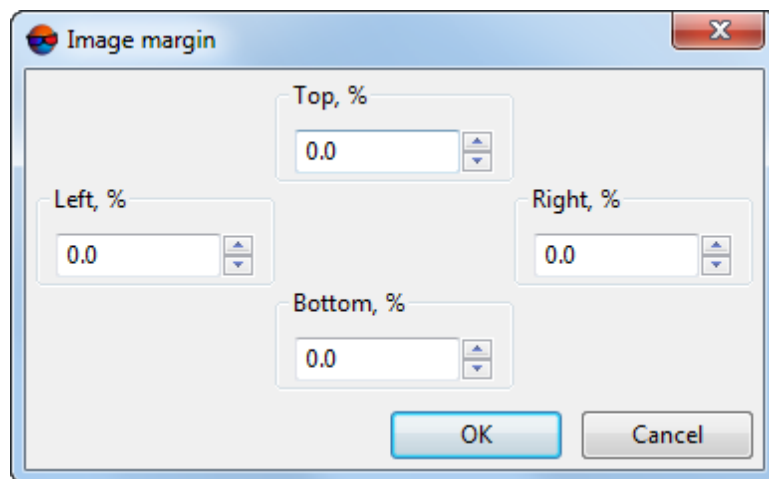 Image margin
Top, %
0.0
Left, %
Right, %
0.0
0.0
Bottom, %
0.0
OK
Cancel